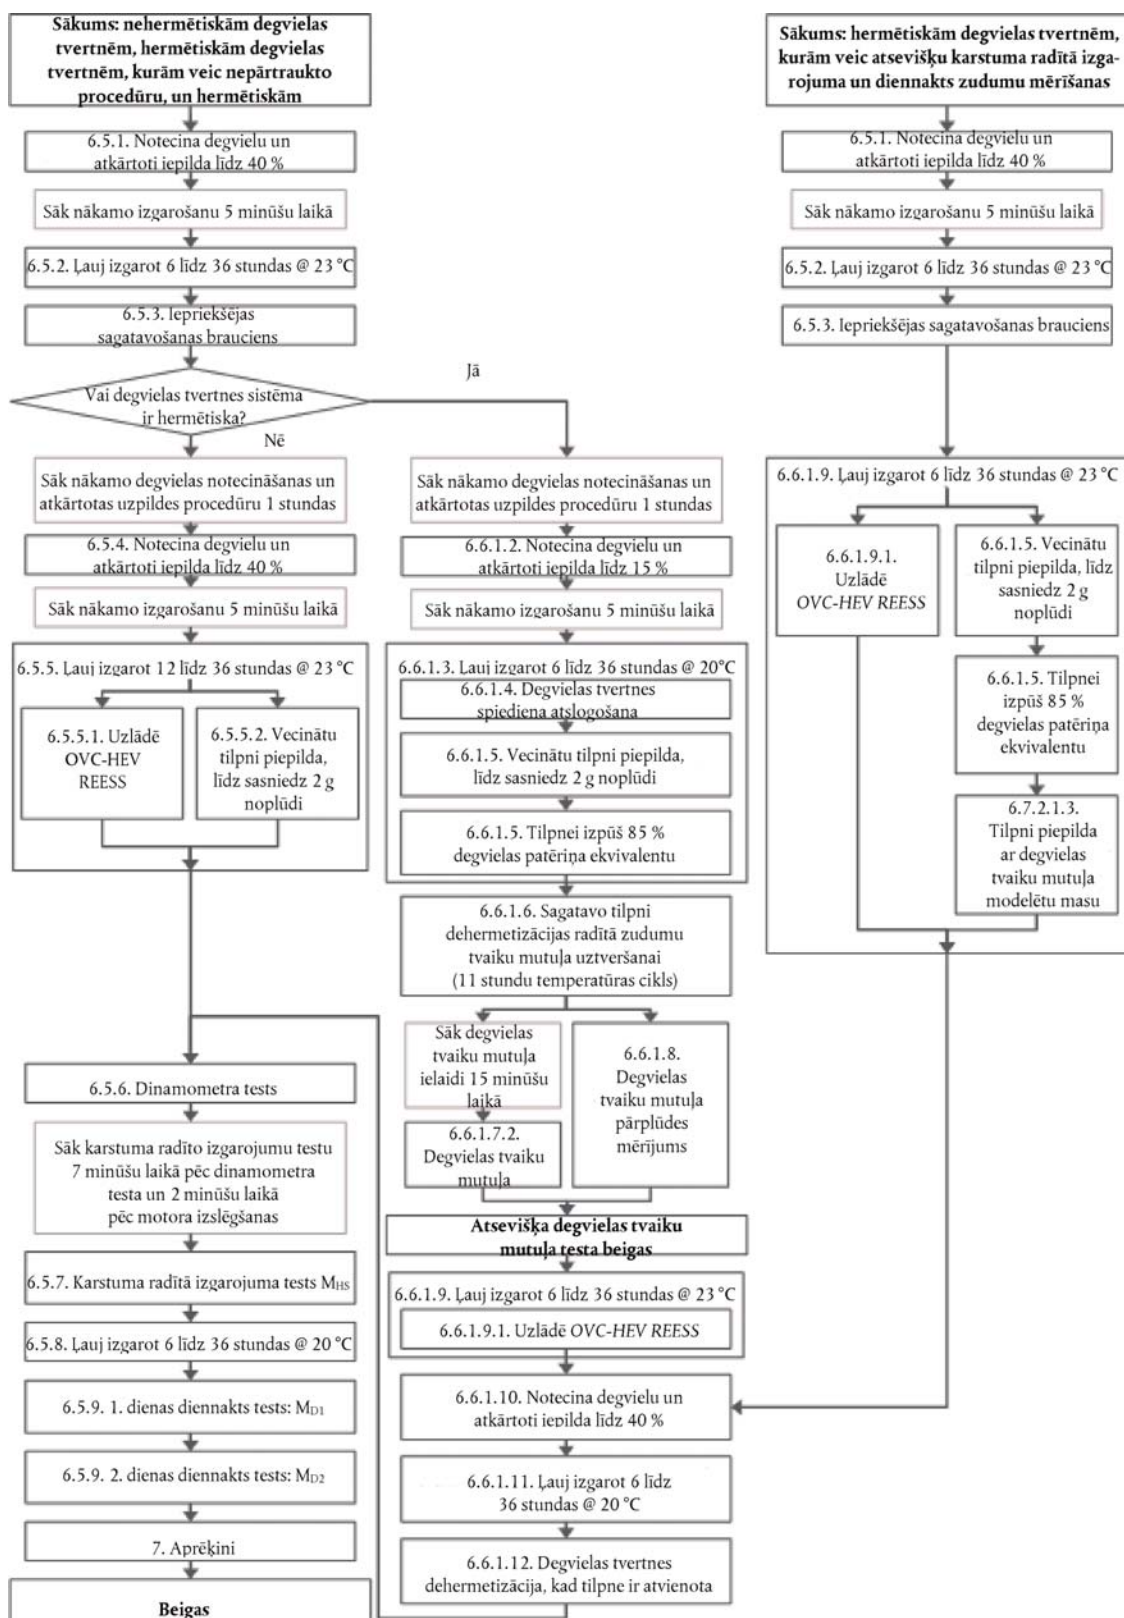 Sākums: nehermētiskām degvielas
tvertnēm, hermētiskām degvielas
tvertnēm, kurām veic nepārtraukto
procedūru, un hermētiskām
6.5.1. Notecina degvielu un
atkārtoti iepilda līdz 40 %
Sāk nākamo izgarošanu 5 minūšu laikā
6.5.2. Ļauj izgarot 6 līdz 36 stundas @ 23 °C
6.5.3. Iepriekšējas
sagatavošanas brauciens
Vai degvielas tvertnes sistēma
ir hermētiska?
Jā
Nē
Sāk nākamo degvielas notecināšanas un
atkārtotas uzpildes procedūru 1 stundas
6.5.4. Notecina degvielu un
atkārtoti iepilda līdz 40 %
Sāk nākamo izgarošanu 5 minūšu laikā
6.5.5. Ļauj izgarot 12 līdz 36 stundas @ 23 °C
6.5.5.1. Uzlādē
OVC-HEV
REESS
6.5.5.2. Vecinātu
tilpni piepilda,
līdz sasniedz 2 g
noplūdi
6.5.6. Dinamometra tests
Sāk karstuma radīto izgarojumu testu
7 minūšu laikā pēc dinamometra
testa un 2 minūšu laikā
pēc motora izslēgšanas
6.5.7. Karstuma radītā izgarojuma tests MHS
6.5.8. Ļauj izgarot 6 līdz 36 stundas @ 20 °C
6.5.9. 1. dienas diennakts tests: MD1
6.5.9. 2. dienas diennakts tests: MD2
7. Aprēķini
Beigas
Sāk nākamo degvielas notecināšanas un
atkārtotas uzpildes procedūru 1 stundas
6.6.1.2. Notecina degvielu un
atkārtoti iepilda līdz 15 %
Sāk nākamo izgarošanu 5 minūšu laikā
6.6.1.3. Ļauj izgarot 6 līdz 36 stundas @ 20°C
6.6.1.4. Degvielas tvertnes
spiediena atslogošana
6.6.1.5. Vecinātu tilpni piepilda,
līdz sasniedz 2 g noplūdi
6.6.1.5. Tilpnei izpūš 85 %
degvielas patēriņa ekvivalentu
6.6.1.6. Sagatavo tilpni
dehermetizācijas radītā zudumu
tvaiku mutuļa uztveršanai
(11 stundu temperatūras cikls)
Sāk degvielas
tvaiku mutuļa
ielaidi 15 minūšu
laikā
6.6.1.7.2.
Degvielas tvaiku
mutuļa
6.6.1.8.
Degvielas
tvaiku mutuļa
pārplūdes
mērījums
Atsevišķa degvielas tvaiku
mutuļa testa beigas
6.6.1.9. Ļauj izgarot 6 līdz 36 stundas @ 23 °C
6.6.1.9.1. Uzlādē OVC-HEV REESS
6.6.1.10. Notecina degvielu un
atkārtoti iepilda līdz 40 %
6.6.1.11. Ļauj izgarot 6 līdz
36 stundas @ 20 °C
6.6.1.12. Degvielas tvertnes
dehermetizācija, kad tilpne ir atvienota
Sākums: hermētiskām degvielas tvertnēm,
kurām veic atsevišķu karstuma radītā izga-
rojuma un diennakts zudumu mērīšanas
6.5.1. Notecina degvielu un
atkārtoti iepilda līdz 40 %
Sāk nākamo izgarošanu 5 minūšu laikā
6.5.2. Ļauj izgarot 6 līdz 36 stundas @ 23 °C
6.5.3. Iepriekšējas sagatavošanas brauciens
6.6.1.9. Ļauj izgarot 6 līdz 36 stundas @ 23 °C
6.6.1.9.1.
Uzlādē
OVC-HEV REESS
6.6.1.5. Vecinātu
tilpni piepilda, līdz
sasniedz 2 g
noplūdi
6.6.1.5. Tilpnei
izpūš 85 %
degvielas patēriņa
ekvivalentu
6.7.2.1.3.
Tilpni piepilda
ar degvielas
tvaiku mutuļa
modelētu masu